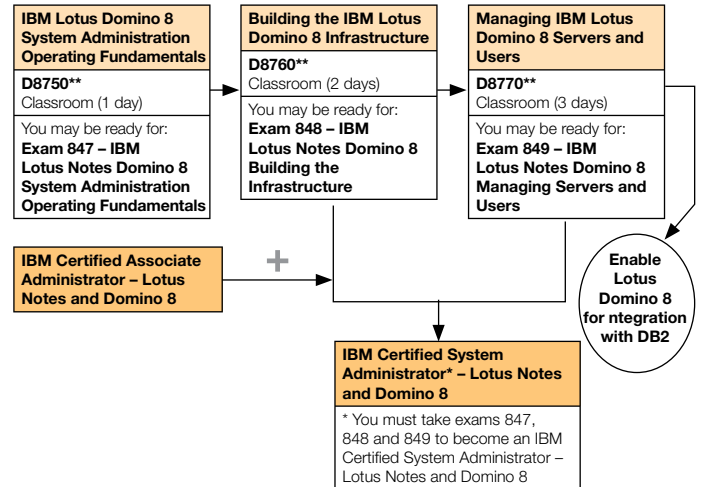 IBM Lotus Domino 8
System Administration
Operating Fundamentals
D8750**
Classroom (1 day)
You may be ready for:
Exam 847 – IBM
Lotus Notes Domino 8
System Administration
Operating Fundamentals
Building the IBM Lotus
Domino 8 Infrastructure
D8760**
Classroom (2 days)
You may be ready for:
Exam 848 – IBM
Lotus Notes Domino 8
Building the
Infrastructure
Managing IBM Lotus
Domino 8 Servers and
Users
D8770**
Classroom (3 days)
You may be ready for:
Exam 849 – IBM
Lotus Notes Domino 8
Managing Servers and
Users
IBM Certified Associate
Administrator – Lotus
Notes and Domino 8
+
Enable
Lotus
Domino 8
for ntegration
with DB2
IBM Certified System
Administrator* – Lotus Notes
and Domino 8
* You must take exams 847,
848 and 849 to become an IBM
Certified System Administrator –
Lotus Notes and Domino 8